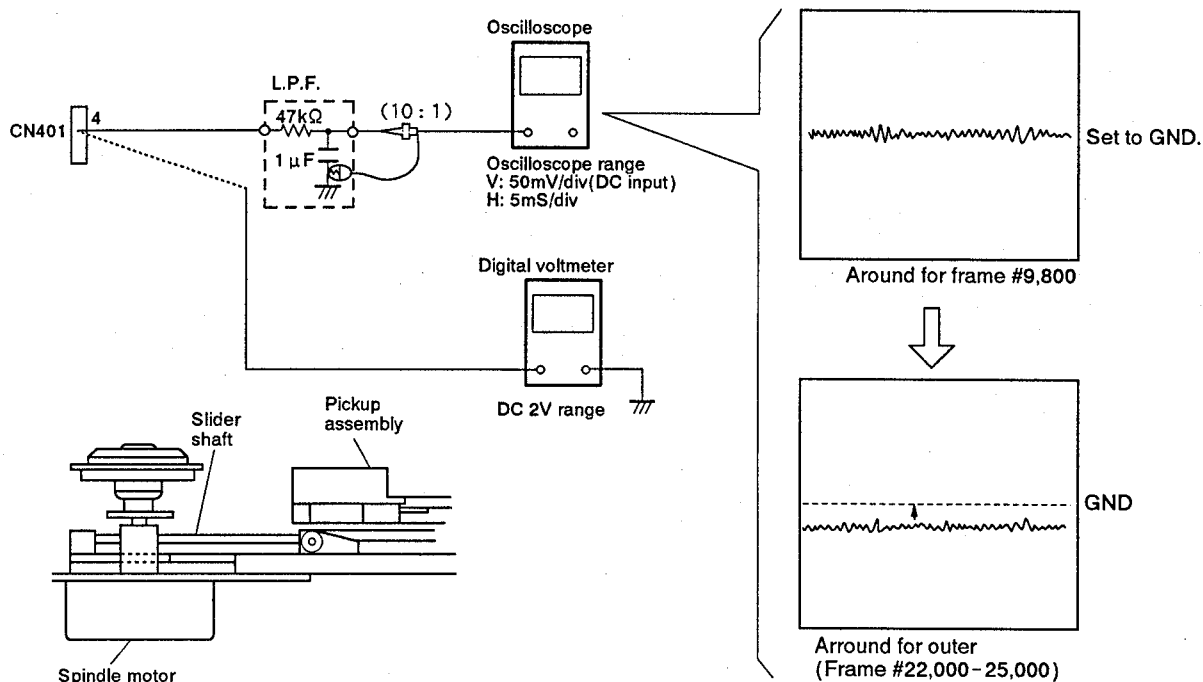 Oscilloscope
L.P.F.
CN401
4
47kΩ
(10 : 1)
1 μF
Oscilloscope range
V: 50mV/div(DC input)
H: 5mS/div
Set to GND.
Around for frame #9,800
Digital voltmeter
DC 2V range
Slider
shaft
Pickup
assembly
Spindle motor
GND
Arround for outer
(Frame #22,000–25,000)